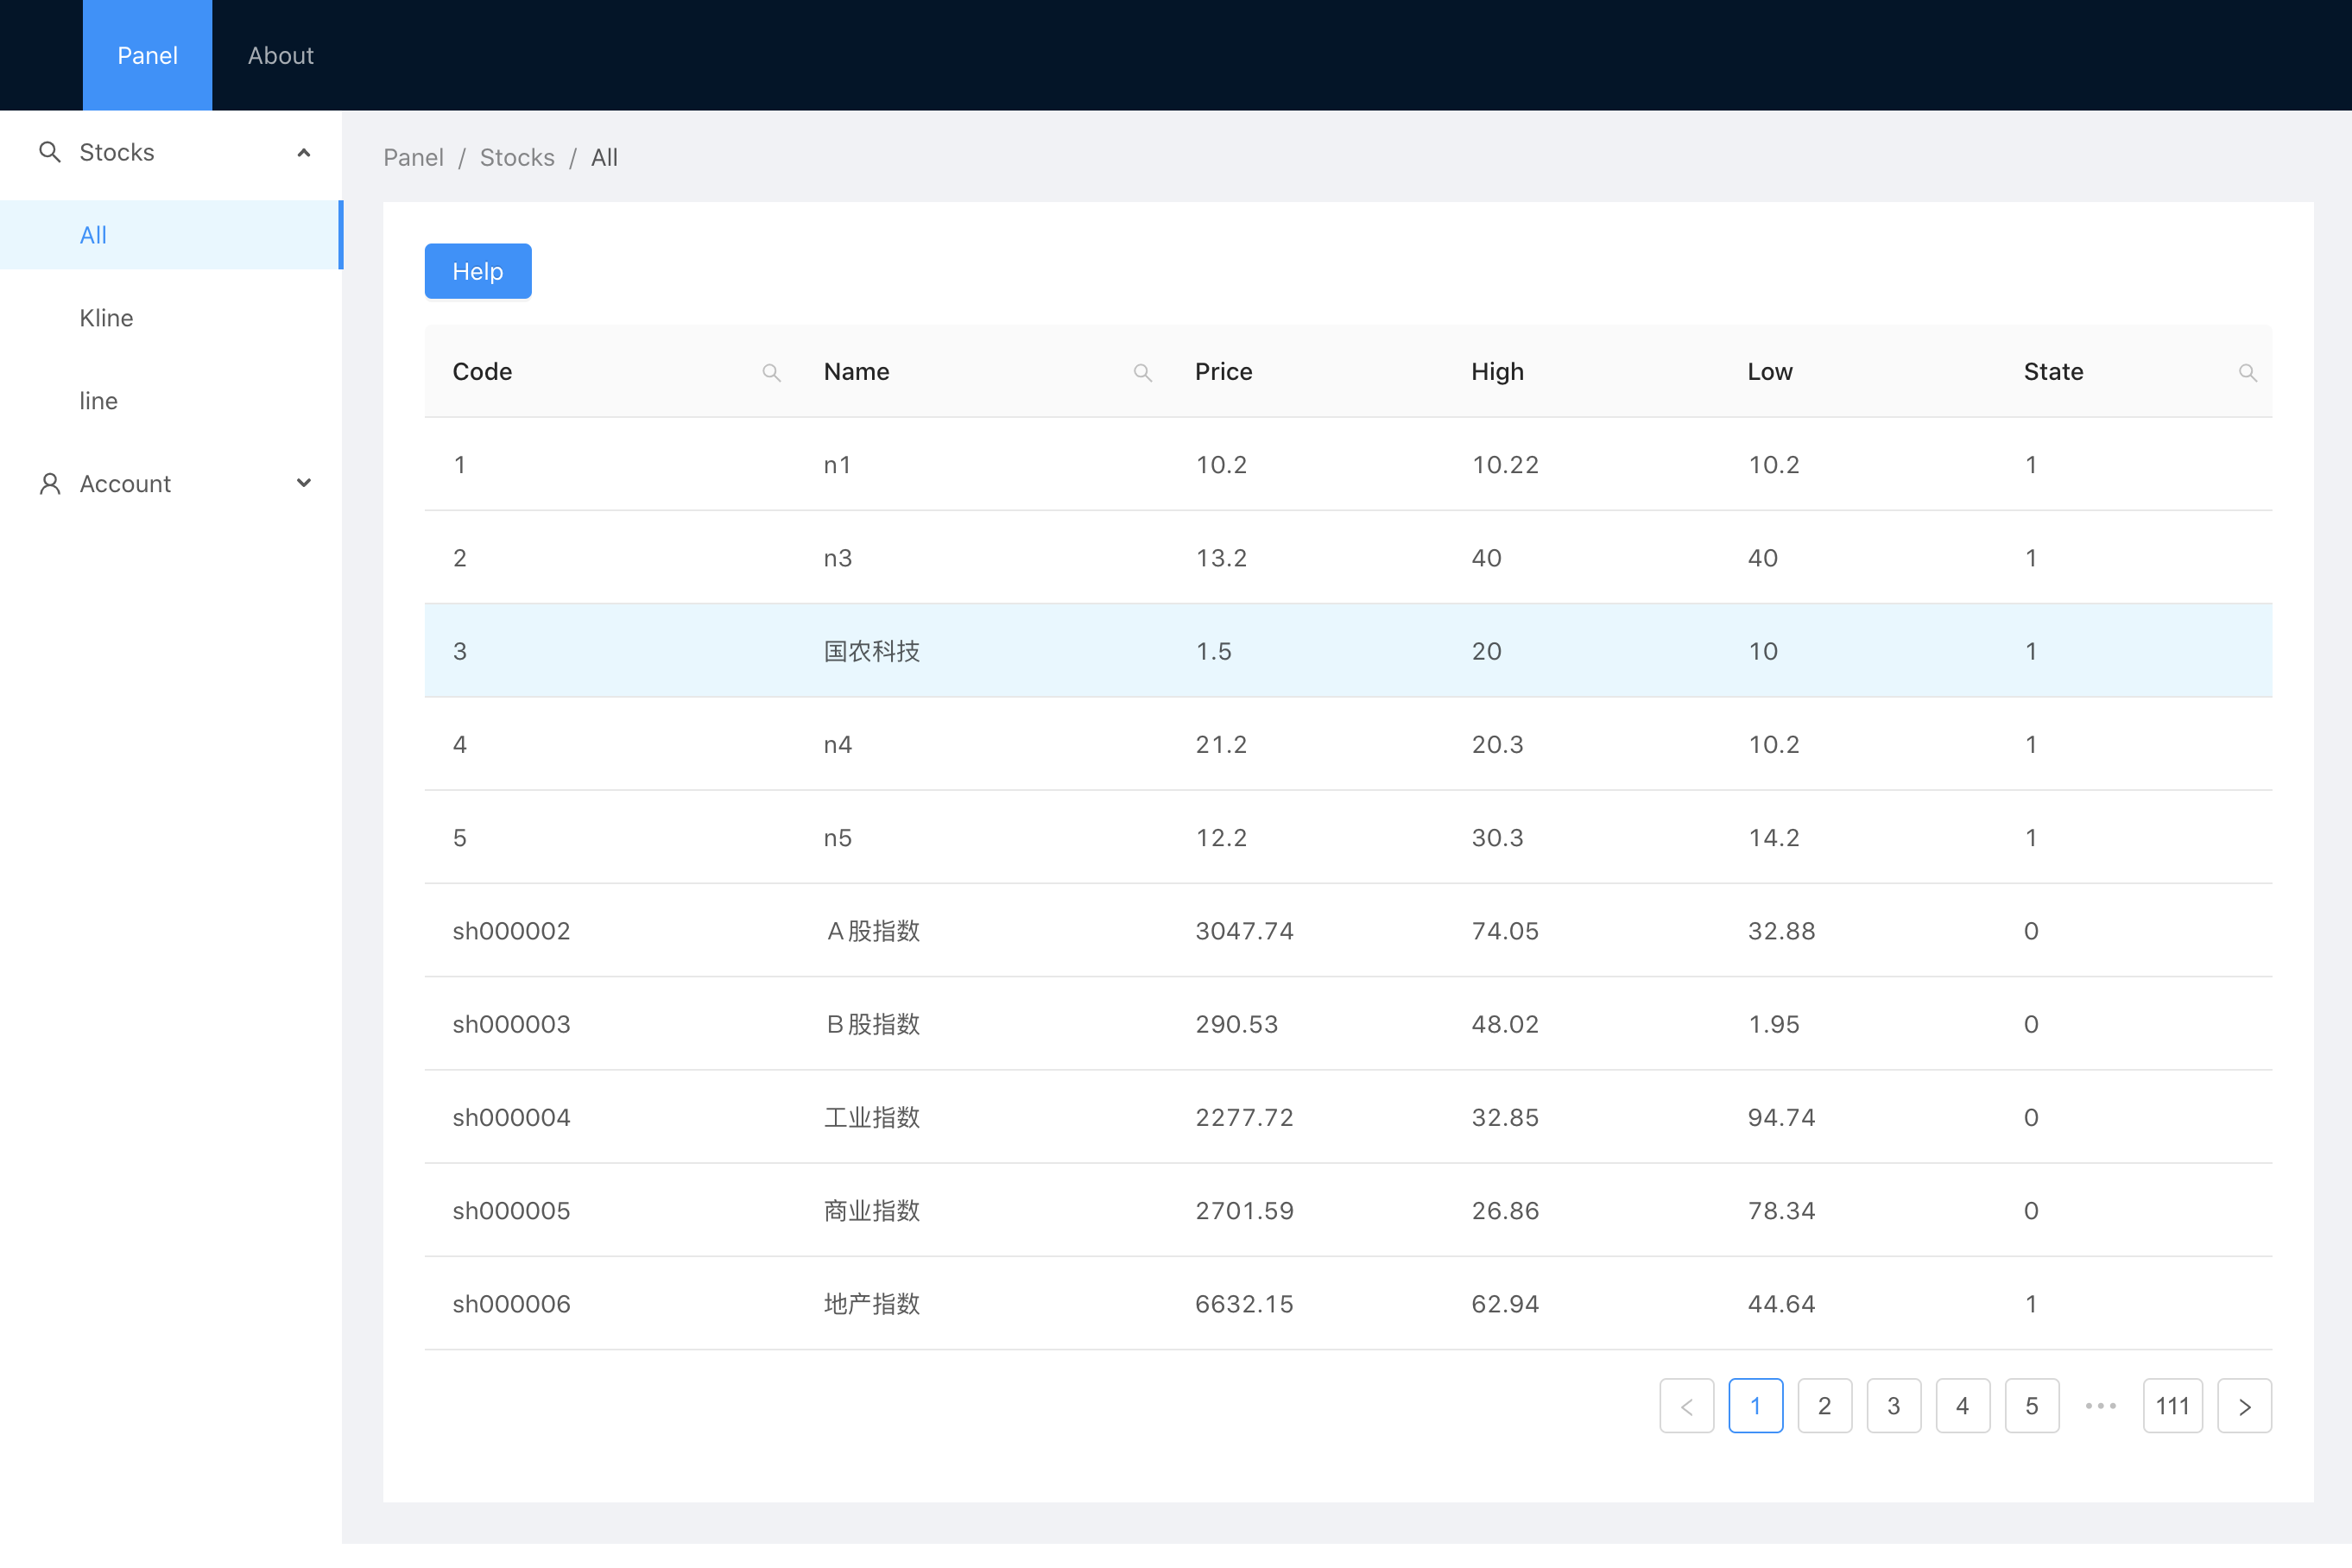 Panel About
Stocks
All
Kline
line
Account
Panel / Stocks / All
Help
Code Name Price High Low State
1 n1 10.2 10.22 10.2 1
2 n3 13.2 40 40 1
3 国农科技 1.5 20 10 1
4 n4 21.2 20.3 10.2 1
5 n5 12.2 30.3 14.2 1
sh000002 Ａ股指数 3047.74 74.05 32.88 0
sh000003 Ｂ股指数 290.53 48.02 1.95 0
sh000004 工业指数 2277.72 32.85 94.74 0
sh000005 商业指数 2701.59 26.86 78.34 0
sh000006 地产指数 6632.15 62.94 44.64 1
< 1 2 3 4 5 ••• 111 >